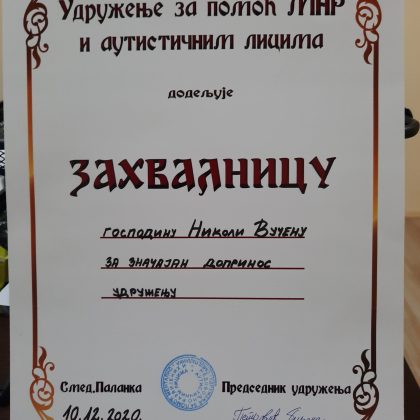 Удружење за помоћ МНР
и аутистичним лицима
додељује
ЗАХВАЛНИЦУ
господину Николи Вучену
за значајан допринос
удружењу
Смед.Паланка Председник удружења
10.12.2020.